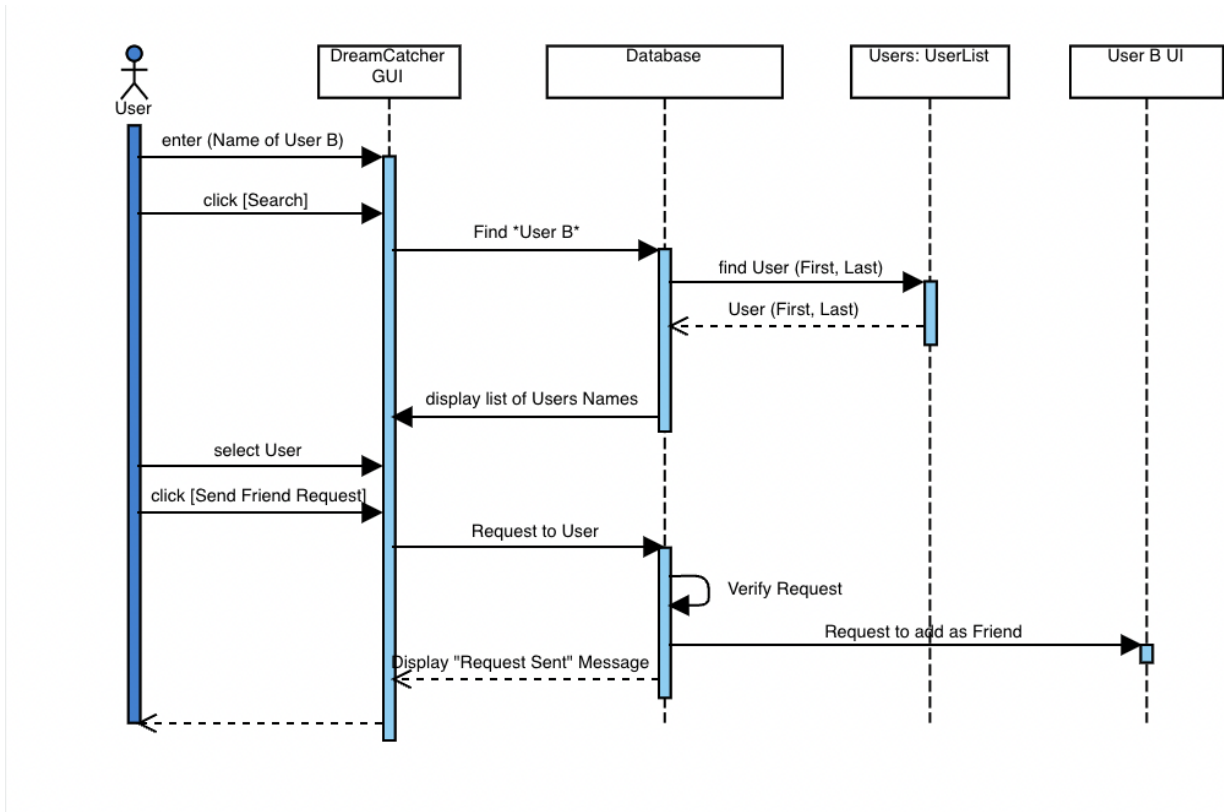 DreamCatcher
GUI
Database
Users: UserList
User B UI
User
enter (Name of User B)
click [Search]
Find *User B*
find User (First, Last)
User (First, Last)
display list of Users Names
select User
click [Send Friend Request]
Request to User
Verify Request
Request to add as Friend
Display "Request Sent" Message